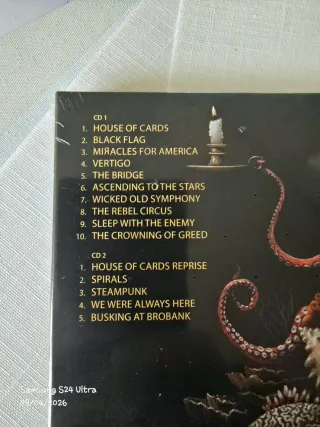 CD 1
1. HOUSE OF CARDS
2. BLACK FLAG
3. MIRACLES FOR AMERICA
4. VERTIGO
5. THE BRIDGE
6. ASCENDING TO THE STARS
7. WICKED OLD SYMPHONY
8. THE REBEL CIRCUS
9. SLEEP WITH THE ENEMY
10. THE CROWNING OF GREED
CD 2
1. HOUSE OF CARDS REPRISE
2. SPIRALS
3. STEAMPUNK
4. WE WERE ALWAYS HERE
5. BUSKING AT BROBANK
Samsung S24 Ultra